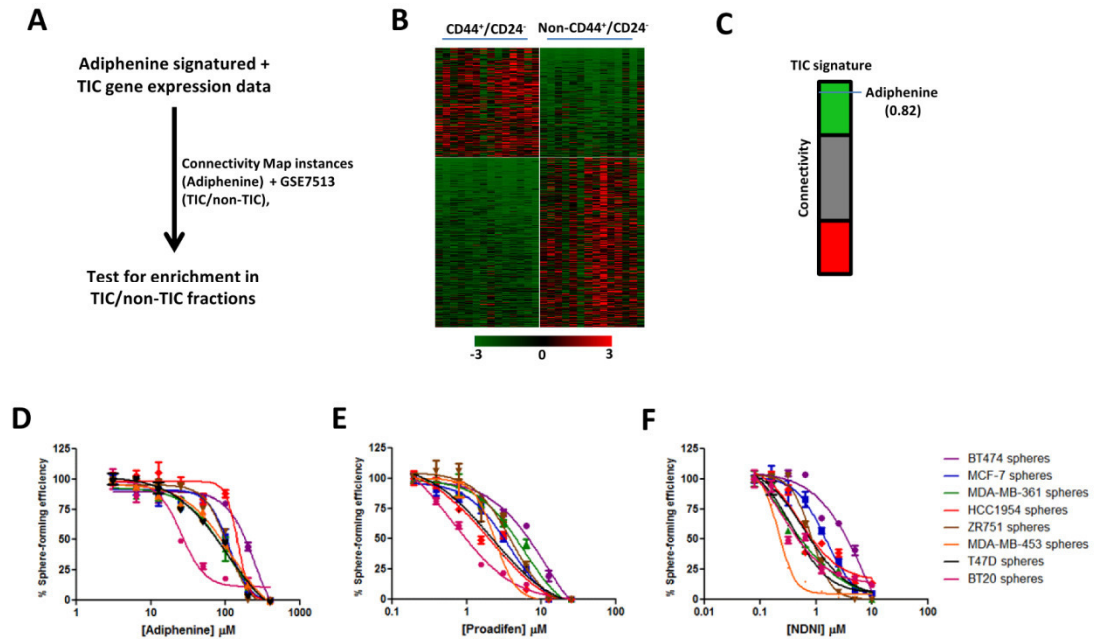 A
Adiphenine signatured +
TIC gene expression data
Connectivity Map instances
(Adiphenine) + GSE7513
(TIC/non-TIC),
Test for enrichment in
TIC/non-TIC fractions
B
CD44⁺/CD24⁻
Non-CD44⁺/CD24⁻
-3 0 3
C
TIC signature
Adiphenine
(0.82)
Connectivity
D
% Sphere-forming efficiency
125
100
75
50
25
0
1 10 100 1000
[Adiphenine] µM
E
% Sphere-forming efficiency
125
100
75
50
25
0
0.1 1 10 100
[Proadifen] µM
F
% Sphere-forming efficiency
125
100
75
50
25
0
0.01 0.1 1 10 100
[NDNI] µM
BT474 spheres
MCF-7 spheres
MDA-MB-361 spheres
HCC1954 spheres
ZR751 spheres
MDA-MB-453 spheres
T47D spheres
BT20 spheres